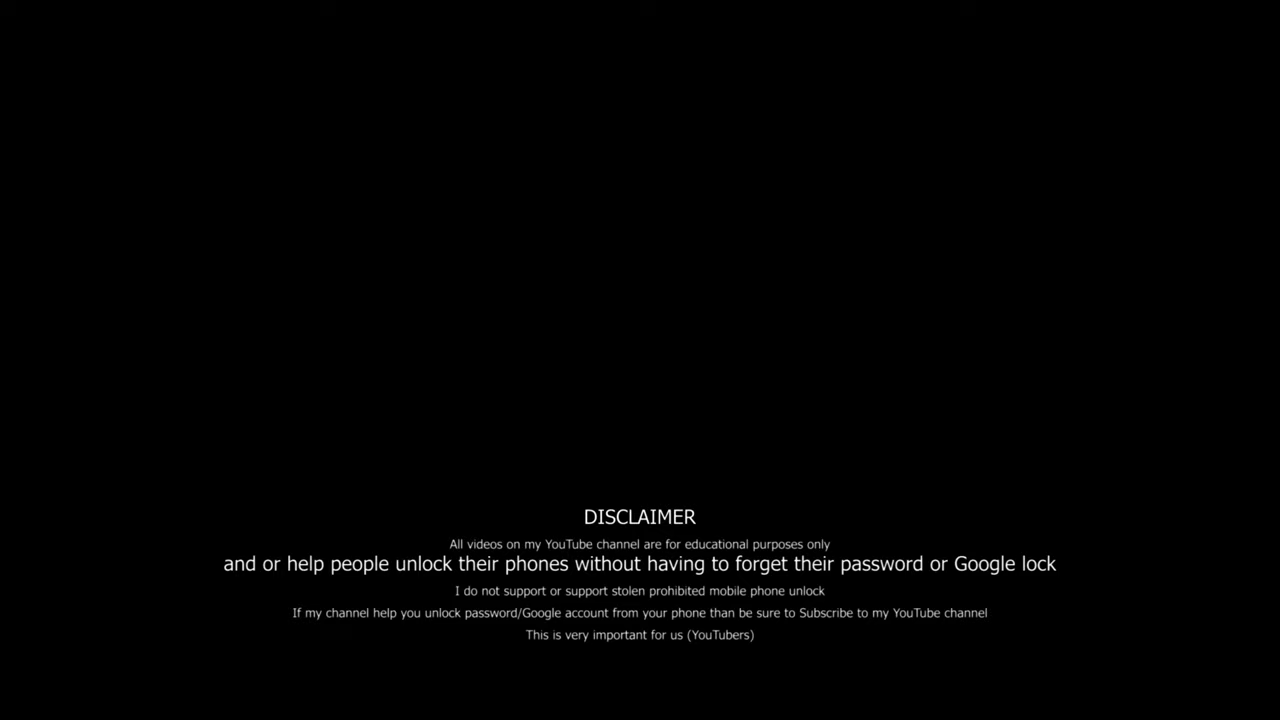 DISCLAIMER
All videos on my YouTube channel are for educational purposes only
and or help people unlock their phones without having to forget their password or Google lock
I do not support or support stolen prohibited mobile phone unlock
If my channel help you unlock password/Google account from your phone than be sure to Subscribe to my YouTube channel
This is very important for us (YouTubers)